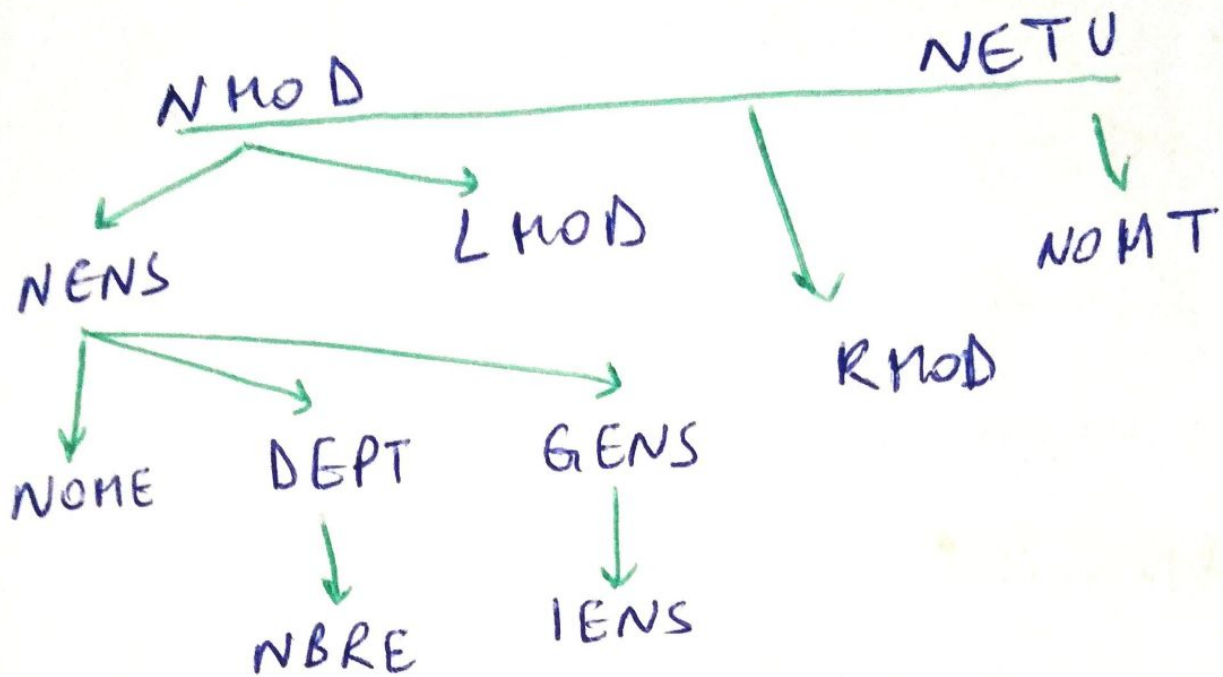 NMOD NETU
NENS LMOD NOMT
RMOD
NOME DEPT GENS
NBRE IENS